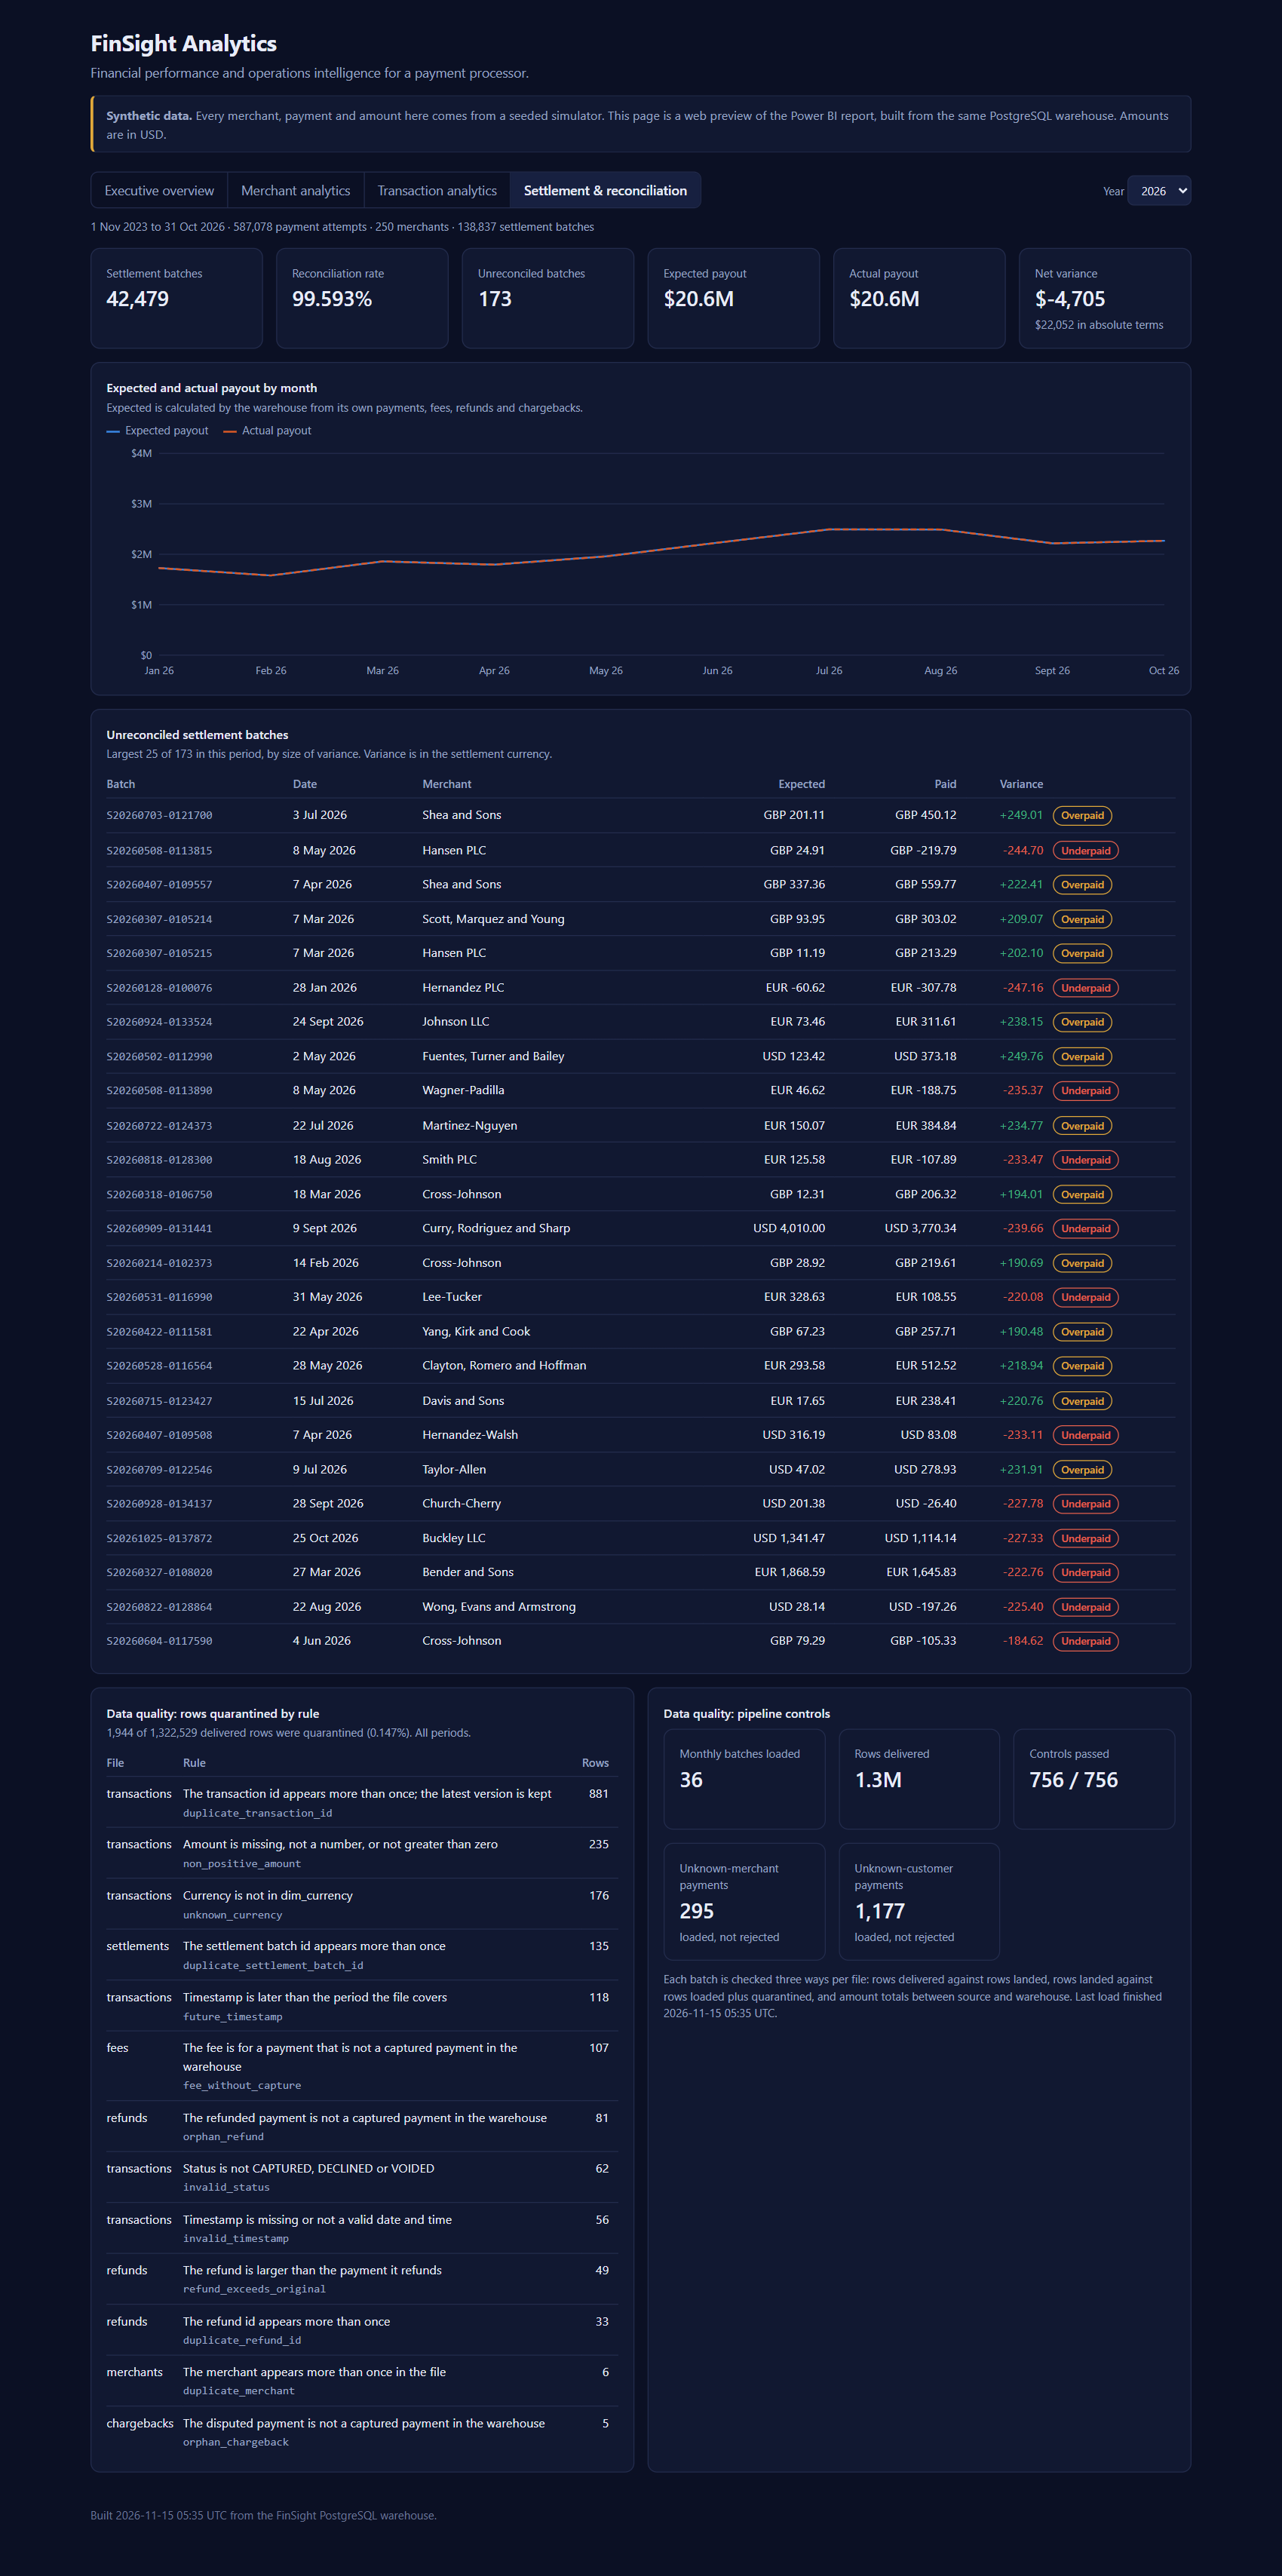 FinSight Analytics
Financial performance and operations intelligence for a payment processor.
Synthetic data. Every merchant, payment and amount here comes from a seeded simulator. This page is a web preview of the Power BI report, built from the same PostgreSQL warehouse. Amounts
are in USD.
Executive overview Merchant analytics Transaction analytics Settlement & reconciliation Year 2026
1 Nov 2023 to 31 Oct 2026 · 587,078 payment attempts · 250 merchants · 138,837 settlement batches
Settlement batches Reconciliation rate Unreconciled batches Expected payout Actual payout Net variance
42,479 99.593% 173 $20.6M $20.6M $-4,705
$22,052 in absolute terms
Expected and actual payout by month
Expected is calculated by the warehouse from its own payments, fees, refunds and chargebacks.
Expected payout Actual payout
$4M
$3M
$2M
$1M
$0
Jan 26 Feb 26 Mar 26 Apr 26 May 26 Jun 26 Jul 26 Aug 26 Sept 26 Oct 26
Unreconciled settlement batches
Largest 25 of 173 in this period, by size of variance. Variance is in the settlement currency.
Batch Date Merchant Expected Paid Variance
S20260703-0121700 3 Jul 2026 Shea and Sons GBP 201.11 GBP 450.12 +249.01 Overpaid
S20260508-0113815 8 May 2026 Hansen PLC GBP 24.91 GBP -219.79 -244.70 Underpaid
S20260407-0109557 7 Apr 2026 Shea and Sons GBP 337.36 GBP 559.77 +222.41 Overpaid
S20260307-0105214 7 Mar 2026 Scott, Marquez and Young GBP 93.95 GBP 303.02 +209.07 Overpaid
S20260307-0105215 7 Mar 2026 Hansen PLC GBP 11.19 GBP 213.29 +202.10 Overpaid
S20260128-0100076 28 Jan 2026 Hernandez PLC EUR -60.62 EUR -307.78 -247.16 Underpaid
S20260924-0133524 24 Sept 2026 Johnson LLC EUR 73.46 EUR 311.61 +238.15 Overpaid
S20260502-0112990 2 May 2026 Fuentes, Turner and Bailey USD 123.42 USD 373.18 +249.76 Overpaid
S20260508-0113890 8 May 2026 Wagner-Padilla EUR 46.62 EUR -188.75 -235.37 Underpaid
S20260722-0124373 22 Jul 2026 Martinez-Nguyen EUR 150.07 EUR 384.84 +234.77 Overpaid
S20260818-0128300 18 Aug 2026 Smith PLC EUR 125.58 EUR -107.89 -233.47 Underpaid
S20260318-0106750 18 Mar 2026 Cross-Johnson GBP 12.31 GBP 206.32 +194.01 Overpaid
S20260909-0131441 9 Sept 2026 Curry, Rodriguez and Sharp USD 4,010.00 USD 3,770.34 -239.66 Underpaid
S20260214-0102373 14 Feb 2026 Cross-Johnson GBP 28.92 GBP 219.61 +190.69 Overpaid
S20260531-0116990 31 May 2026 Lee-Tucker EUR 328.63 EUR 108.55 -220.08 Underpaid
S20260422-0111581 22 Apr 2026 Yang, Kirk and Cook GBP 67.23 GBP 257.71 +190.48 Overpaid
S20260528-0116564 28 May 2026 Clayton, Romero and Hoffman EUR 293.58 EUR 512.52 +218.94 Overpaid
S20260715-0123427 15 Jul 2026 Davis and Sons EUR 17.65 EUR 238.41 +220.76 Overpaid
S20260407-0109508 7 Apr 2026 Hernandez-Walsh USD 316.19 USD 83.08 -233.11 Underpaid
S20260709-0122546 9 Jul 2026 Taylor-Allen USD 47.02 USD 278.93 +231.91 Overpaid
S20260928-0134137 28 Sept 2026 Church-Cherry USD 201.38 USD -26.40 -227.78 Underpaid
S20261025-0137872 25 Oct 2026 Buckley LLC USD 1,341.47 USD 1,114.14 -227.33 Underpaid
S20260327-0108020 27 Mar 2026 Bender and Sons EUR 1,868.59 EUR 1,645.83 -222.76 Underpaid
S20260822-0128864 22 Aug 2026 Wong, Evans and Armstrong USD 28.14 USD -197.26 -225.40 Underpaid
S20260604-0117590 4 Jun 2026 Cross-Johnson GBP 79.29 GBP -105.33 -184.62 Underpaid
Data quality: rows quarantined by rule
1,944 of 1,322,529 delivered rows were quarantined (0.147%). All periods.
File Rule Rows
transactions The transaction id appears more than once; the latest version is kept 881
duplicate_transaction_id
transactions Amount is missing, not a number, or not greater than zero 235
non_positive_amount
transactions Currency is not in dim_currency 176
unknown_currency
settlements The settlement batch id appears more than once 135
duplicate_settlement_batch_id
transactions Timestamp is later than the period the file covers 118
future_timestamp
fees The fee is for a payment that is not a captured payment in the 107
warehouse
fee_without_capture
refunds The refunded payment is not a captured payment in the warehouse 81
orphan_refund
transactions Status is not CAPTURED, DECLINED or VOIDED 62
invalid_status
transactions Timestamp is missing or not a valid date and time 56
invalid_timestamp
refunds The refund is larger than the payment it refunds 49
refund_exceeds_original
refunds The refund id appears more than once 33
duplicate_refund_id
merchants The merchant appears more than once in the file 6
duplicate_merchant
chargebacks The disputed payment is not a captured payment in the warehouse 5
orphan_chargeback
Data quality: pipeline controls
Monthly batches loaded Rows delivered Controls passed
36 1.3M 756 / 756
Unknown-merchant Unknown-customer
payments payments
295 1,177
loaded, not rejected loaded, not rejected
Each batch is checked three ways per file: rows delivered against rows landed, rows landed against
rows loaded plus quarantined, and amount totals between source and warehouse. Last load finished
2026-11-15 05:35 UTC.
Built 2026-11-15 05:35 UTC from the FinSight PostgreSQL warehouse.